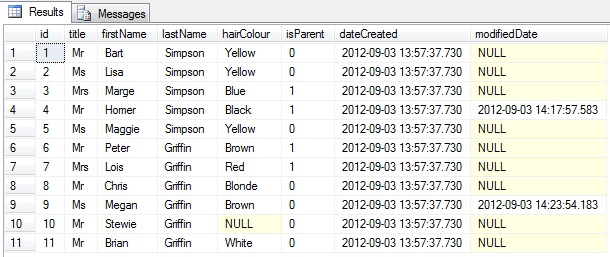 Results Messages
id title firstName lastName hairColour isParent dateCreated modifiedDate
1 1 Mr Bart Simpson Yellow 0 2012-09-03 13:57:37.730 NULL
2 2 Ms Lisa Simpson Yellow 0 2012-09-03 13:57:37.730 NULL
3 3 Mrs Marge Simpson Blue 1 2012-09-03 13:57:37.730 NULL
4 4 Mr Homer Simpson Black 1 2012-09-03 13:57:37.730 2012-09-03 14:17:57.583
5 5 Ms Maggie Simpson Yellow 0 2012-09-03 13:57:37.730 NULL
6 6 Mr Peter Griffin Brown 1 2012-09-03 13:57:37.730 NULL
7 7 Mrs Lois Griffin Red 1 2012-09-03 13:57:37.730 NULL
8 8 Mr Chris Griffin Blonde 0 2012-09-03 13:57:37.730 NULL
9 9 Ms Megan Griffin Brown 0 2012-09-03 13:57:37.730 2012-09-03 14:23:54.183
10 10 Mr Stewie Griffin NULL 0 2012-09-03 13:57:37.730 NULL
11 11 Mr Brian Griffin White 0 2012-09-03 13:57:37.730 NULL